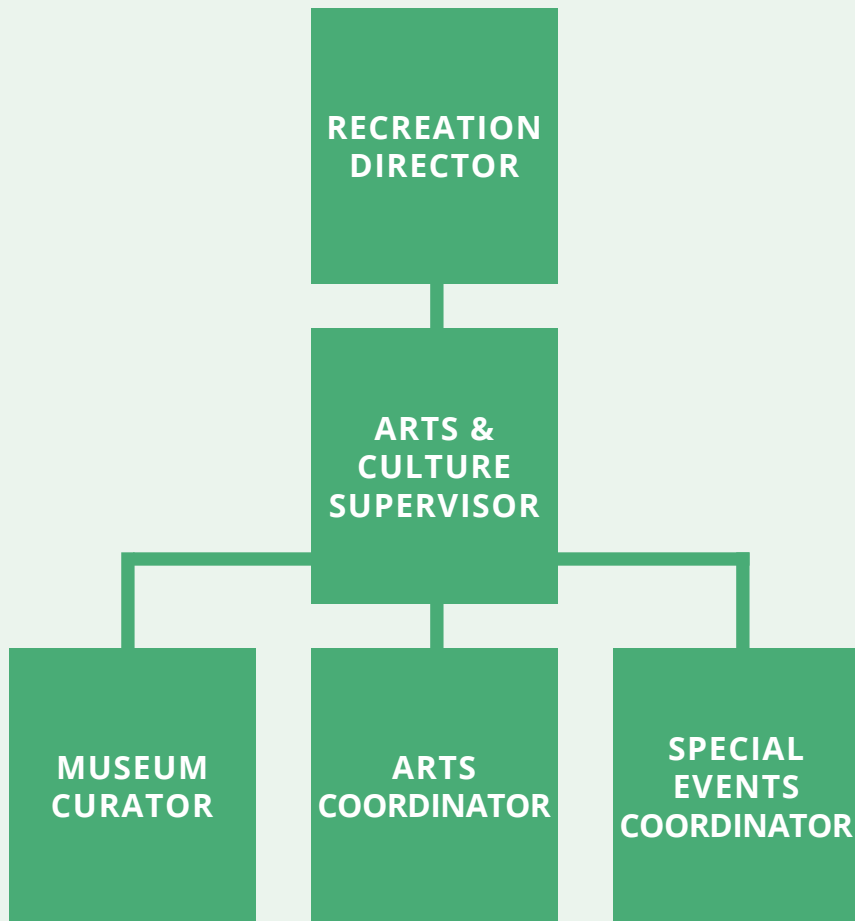 RECREATION
DIRECTOR
ARTS &
CULTURE
SUPERVISOR
MUSEUM
CURATOR
ARTS
COORDINATOR
SPECIAL
EVENTS
COORDINATOR